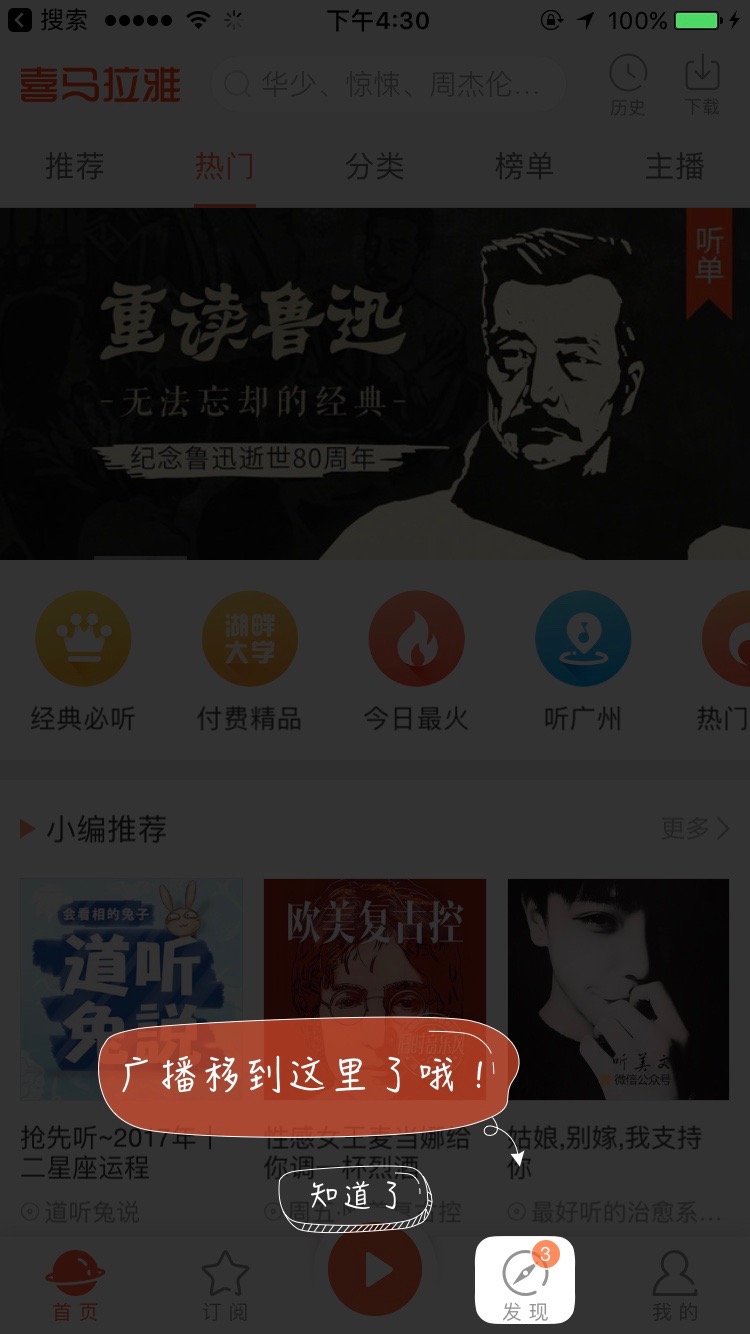 搜索
下午4:30
100%
喜马拉雅
华少、惊悚、周杰伦...
历史
下载
推荐
热门
分类
榜单
主播
听单
重读鲁迅
-无法忘却的经典-
纪念鲁迅逝世80周年
湖畔大学
经典必听
付费精品
今日最火
听广州
热门
小编推荐
更多
会看相的兔子
道听
兔说
欧美复古控
听美文
微信公众号
广播移到这里了哦！
抢先听~2017年十
二星座运程
性感女王麦当娜给
你调一杯烈酒
姑娘,别嫁,我支持
你
知道了
道听兔说
最好听的治愈系...
3
首页
订阅
发现
我的